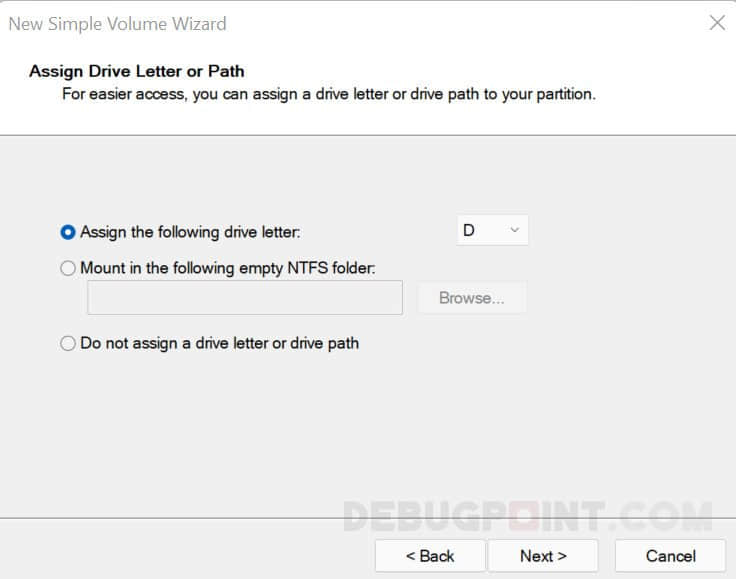 New Simple Volume Wizard
Assign Drive Letter or Path
For easier access, you can assign a drive letter or drive path to your partition.
Assign the following drive letter: D
Mount in the following empty NTFS folder:
Browse...
Do not assign a drive letter or drive path
DEBUGPOINT.COM
< Back Next > Cancel